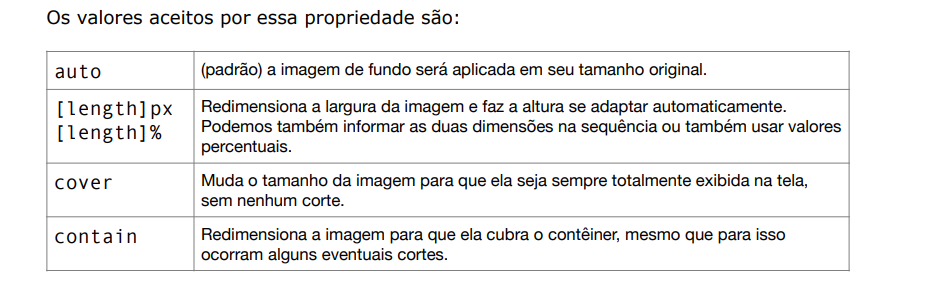 Os valores aceitos por essa propriedade são:
auto
(padrão) a imagem de fundo será aplicada em seu tamanho original.
[length]px
[length]%
Redimensiona a largura da imagem e faz a altura se adaptar automaticamente.
Podemos também informar as duas dimensões na sequência ou também usar valores
percentuais.
cover
Muda o tamanho da imagem para que ela seja sempre totalmente exibida na tela,
sem nenhum corte.
contain
Redimensiona a imagem para que ela cubra o contêiner, mesmo que para isso
ocorram alguns eventuais cortes.